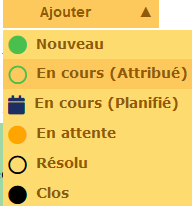 Ajouter ▲
Nouveau
En cours (Attribué)
En cours (Planifié)
En attente
Résolu
Clos